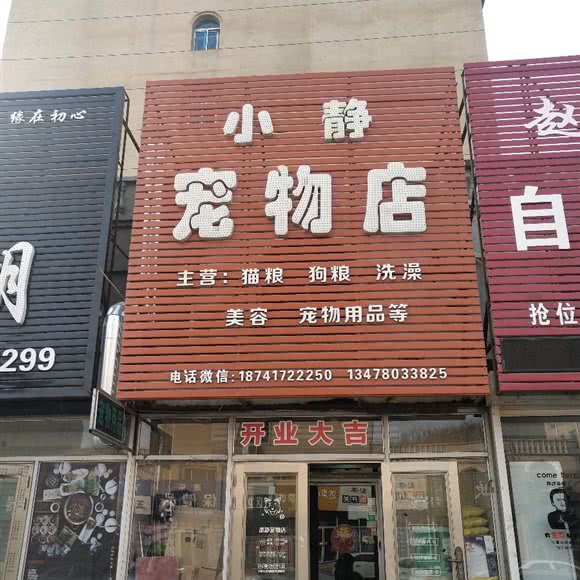 缘在初心
299
小静
宠物店
主营：猫粮 狗粮 洗澡
美容 宠物用品等
电话微信：18741722250 13478033825
开业大吉
赵
自
抢位